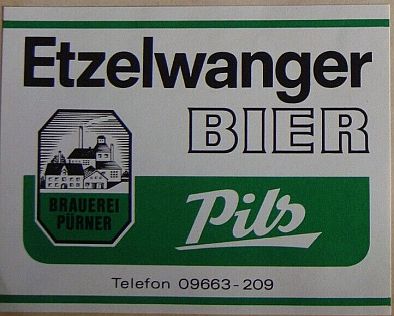 Etzelwanger
BIER
BRAUEREI
PÜRNER
Pils
Telefon 09663-209